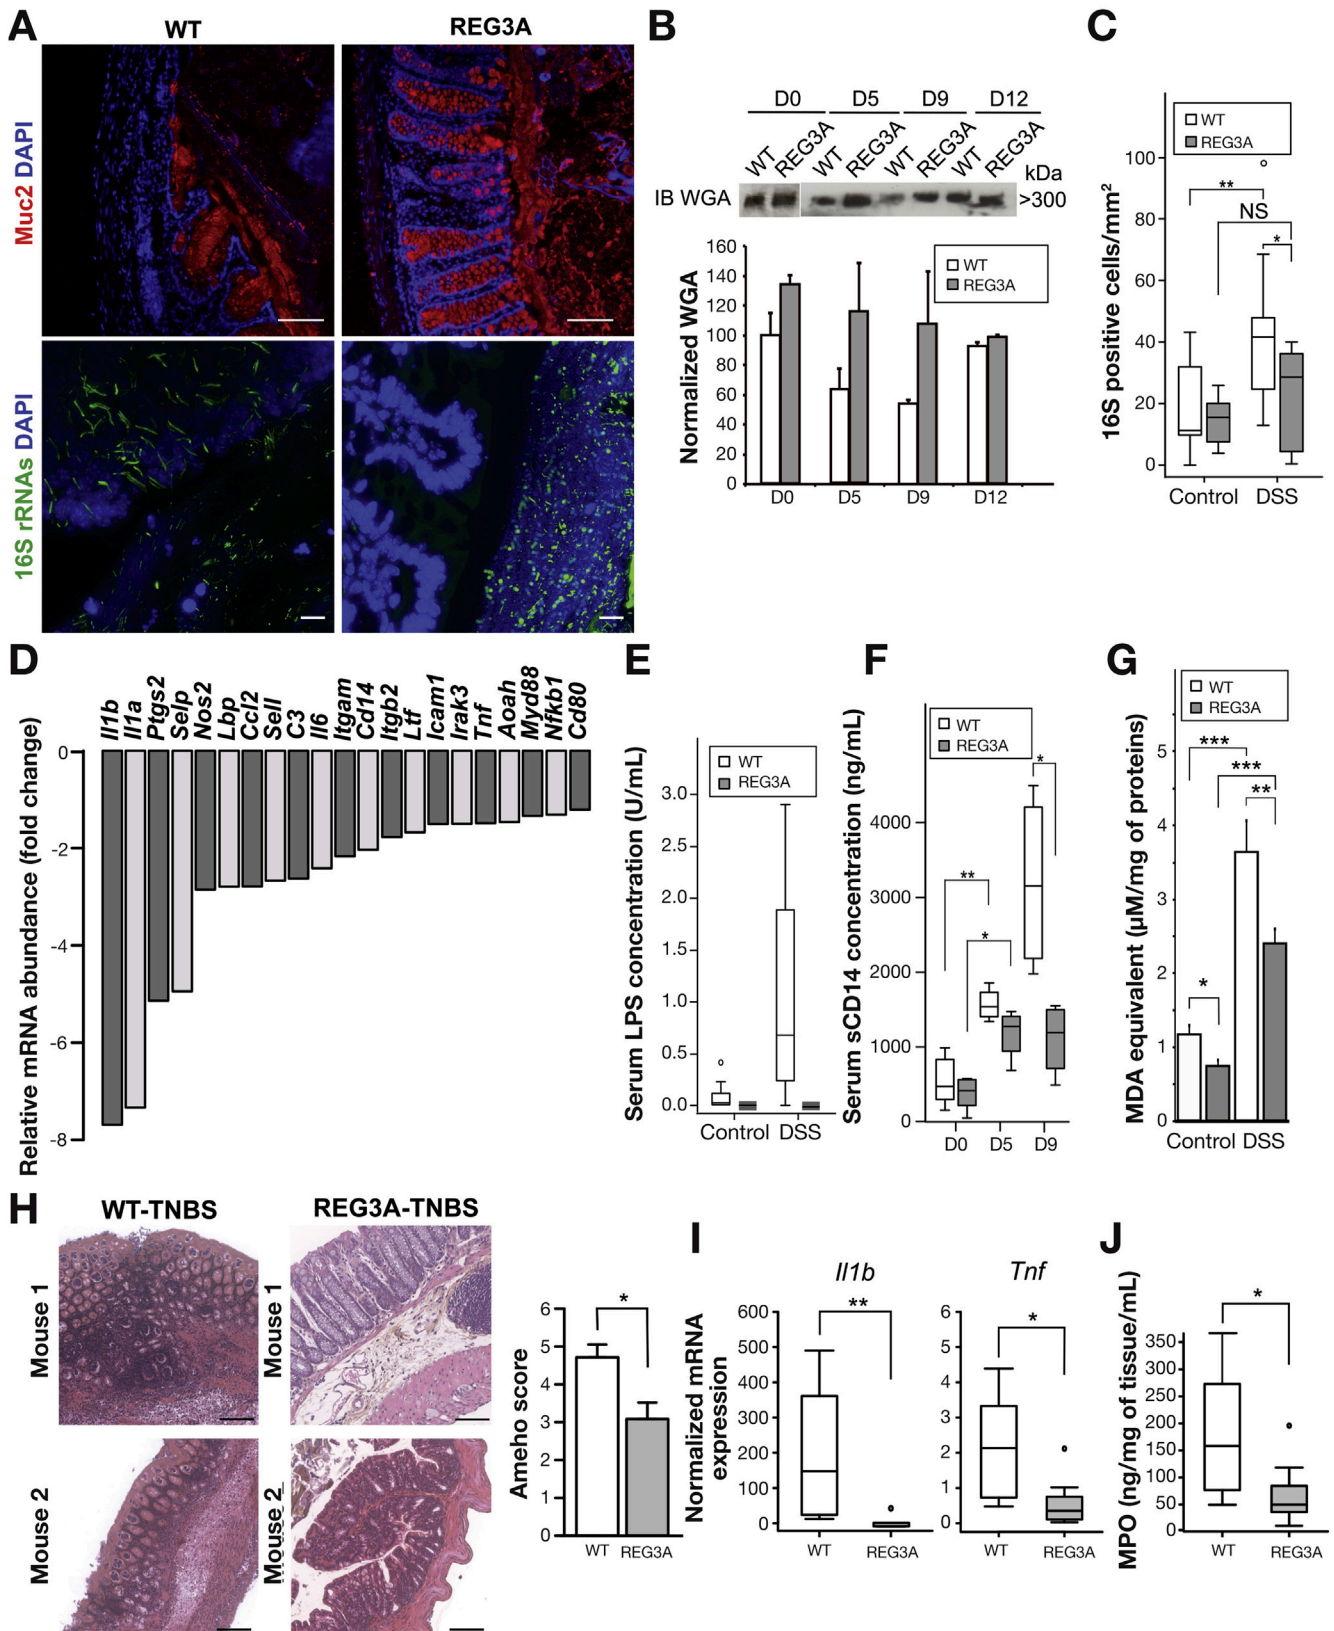 A
WT
REG3A
Muc2 DAPI
16S rRNAs DAPI
B
D0 D5 D9 D12
WT REG3A WT REG3A WT REG3A WT REG3A
kDa
IB WGA >300
Normalized WGA
160
140
120
100
80
60
40
20
0
WT
REG3A
D0 D5 D9 D12
C
WT
REG3A
16S positive cells/mm²
100
80
60
40
20
0
**
NS
*
Control DSS
D
Il1b Il1a Ptgs2 Selp Nos2 Lbp Ccl2 Sell C3 Il6 Itgam Cd14 Itgb2 Ltf Icam1 Irak3 Tnf Aoah Myd88 Nfkb1 Cd80
Relative mRNA abundance (fold change)
0
-2
-4
-6
-8
E
WT
REG3A
Serum LPS concentration (U/mL)
3.0
2.0
1.5
1.0
0.5
0.0
Control DSS
F
WT
REG3A
Serum sCD14 concentration (ng/mL)
4000
3000
2000
1000
0
**
*
*
D0 D5 D9
G
WT
REG3A
MDA equivalent (µM/mg of proteins)
5
4
3
2
1
0
***
***
**
*
Control DSS
H
WT-TNBS
REG3A-TNBS
Mouse 1
Mouse 1
Mouse 2
Mouse 2
Ameho score
6
5
4
3
2
1
0
*
WT REG3A
I
Il1b
Normalized mRNA
expression
600
500
400
300
200
100
0
**
WT REG3A
Tnf
6
5
4
3
2
1
0
*
WT REG3A
J
MPO (ng/mg of tissue/mL)
350
300
250
200
150
100
50
0
*
WT REG3A